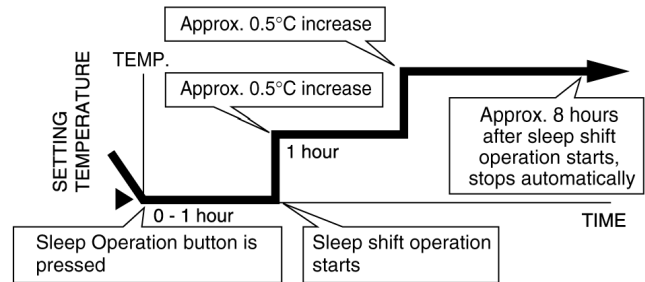 Approx. 0.5°C increase
TEMP.
Approx. 0.5°C increase
SETTING
TEMPERATURE
1 hour
Approx. 8 hours
after sleep shift
operation starts,
stops automatically
0 - 1 hour
TIME
Sleep Operation button is
pressed
Sleep shift operation
starts